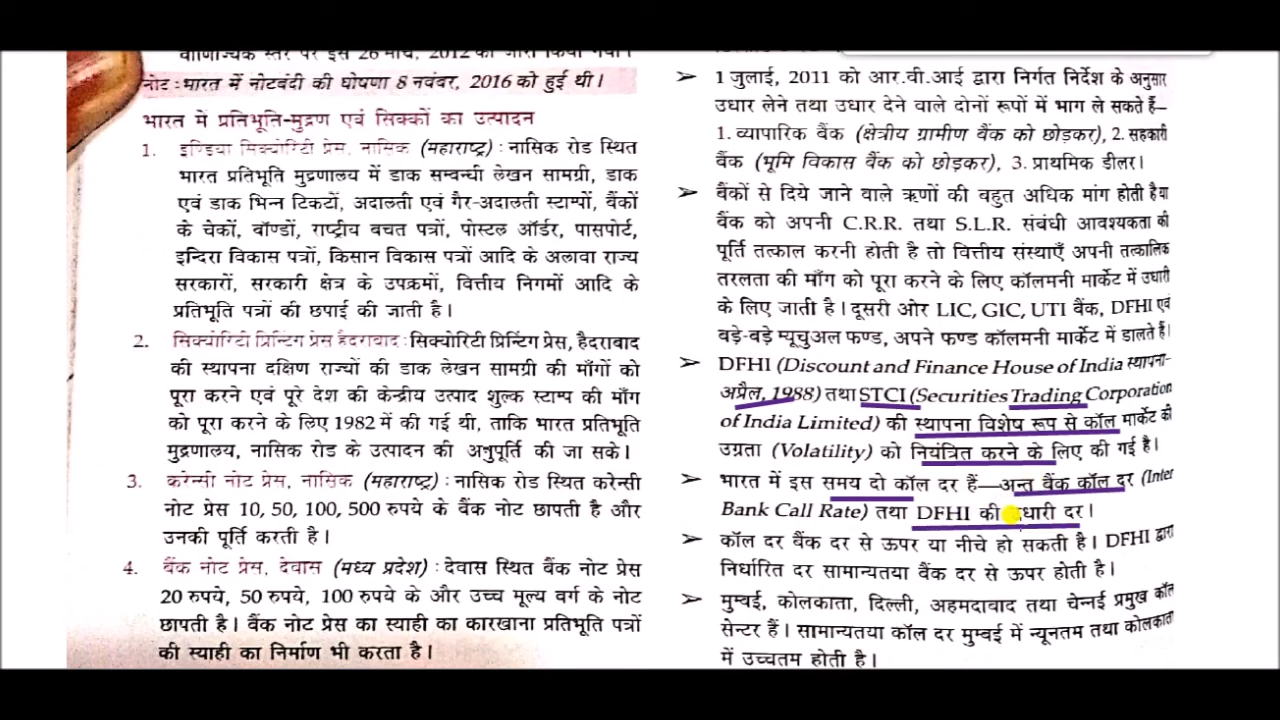 वाणिज्यिक स्तर पर इसे 26 मार्च, 2012 को जारी किया गया।
नोट : भारत में नोटबंदी की घोषणा 8 नवंबर, 2016 को हुई थी।
भारत में प्रतिभूति-मुद्रण एवं सिक्कों का उत्पादन
1. इण्डिया सिक्योरिटी प्रेस, नासिक (महाराष्ट्र) : नासिक रोड स्थित
भारत प्रतिभूति मुद्रणालय में डाक सम्बन्धी लेखन सामग्री, डाक
एवं डाक भिन्न टिकटों, अदालती एवं गैर-अदालती स्टाम्पों, बैंकों
के चेकों, बॉण्डों, राष्ट्रीय बचत पत्रों, पोस्टल ऑर्डर, पासपोर्ट,
इन्दिरा विकास पत्रों, किसान विकास पत्रों आदि के अलावा राज्य
सरकारों, सरकारी क्षेत्र के उपक्रमों, वित्तीय निगमों आदि के
प्रतिभूति पत्रों की छपाई की जाती है।
2. सिक्योरिटी प्रिन्टिंग प्रेस हैदराबाद : सिक्योरिटी प्रिन्टिंग प्रेस, हैदराबाद
की स्थापना दक्षिण राज्यों की डाक लेखन सामग्री की माँगों को
पूरा करने एवं पूरे देश की केन्द्रीय उत्पाद शुल्क स्टाम्प की माँग
को पूरा करने के लिए 1982 में की गई थी, ताकि भारत प्रतिभूति
मुद्रणालय, नासिक रोड के उत्पादन की अनुपूर्ति की जा सके।
3. करेन्सी नोट प्रेस, नासिक (महाराष्ट्र) : नासिक रोड स्थित करेन्सी
नोट प्रेस 10, 50, 100, 500 रुपये के बैंक नोट छापती है और
उनकी पूर्ति करती है।
4. बैंक नोट प्रेस, देवास (मध्य प्रदेश) : देवास स्थित बैंक नोट प्रेस
20 रुपये, 50 रुपये, 100 रुपये के और उच्च मूल्य वर्ग के नोट
छापती है। बैंक नोट प्रेस का स्याही का कारखाना प्रतिभूति पत्रों
की स्याही का निर्माण भी करता है।
➢ 1 जुलाई, 2011 को आर.वी.आई द्वारा निर्गत निर्देश के अनुसार
उधार लेने तथा उधार देने वाले दोनों रूपों में भाग ले सकते हैं–
1. व्यापारिक बैंक (क्षेत्रीय ग्रामीण बैंक को छोड़कर), 2. सहकारी
बैंक (भूमि विकास बैंक को छोड़कर), 3. प्राथमिक डीलर।
➢ बैंकों से दिये जाने वाले ऋणों की बहुत अधिक मांग होती है या
बैंक को अपनी C.R.R. तथा S.L.R. संबंधी आवश्यकता की
पूर्ति तत्काल करनी होती है तो वित्तीय संस्थाएँ अपनी तत्कालिक
तरलता की माँग को पूरा करने के लिए कॉलमनी मार्केट में उधारी
के लिए जाती है। दूसरी ओर LIC, GIC, UTI बैंक, DFHI एवं
बड़े-बड़े म्यूचुअल फण्ड, अपने फण्ड कॉलमनी मार्केट में डालते हैं।
➢ DFHI (Discount and Finance House of India स्थापना-
अप्रैल, 1988) तथा STCI (Securities Trading Corporation
of India Limited) की स्थापना विशेष रूप से कॉल मार्केट की
उग्रता (Volatility) को नियंत्रित करने के लिए की गई है।
➢ भारत में इस समय दो कॉल दर हैं—अन्त बैंक कॉल दर (Inter
Bank Call Rate) तथा DFHI की उधारी दर।
➢ कॉल दर बैंक दर से ऊपर या नीचे हो सकती है। DFHI द्वारा
निर्धारित दर सामान्यतया बैंक दर से ऊपर होती है।
➢ मुम्बई, कोलकाता, दिल्ली, अहमदाबाद तथा चेन्नई प्रमुख कॉल
सेन्टर हैं। सामान्यतया कॉल दर मुम्बई में न्यूनतम तथा कोलकाता
में उच्चतम होती है।